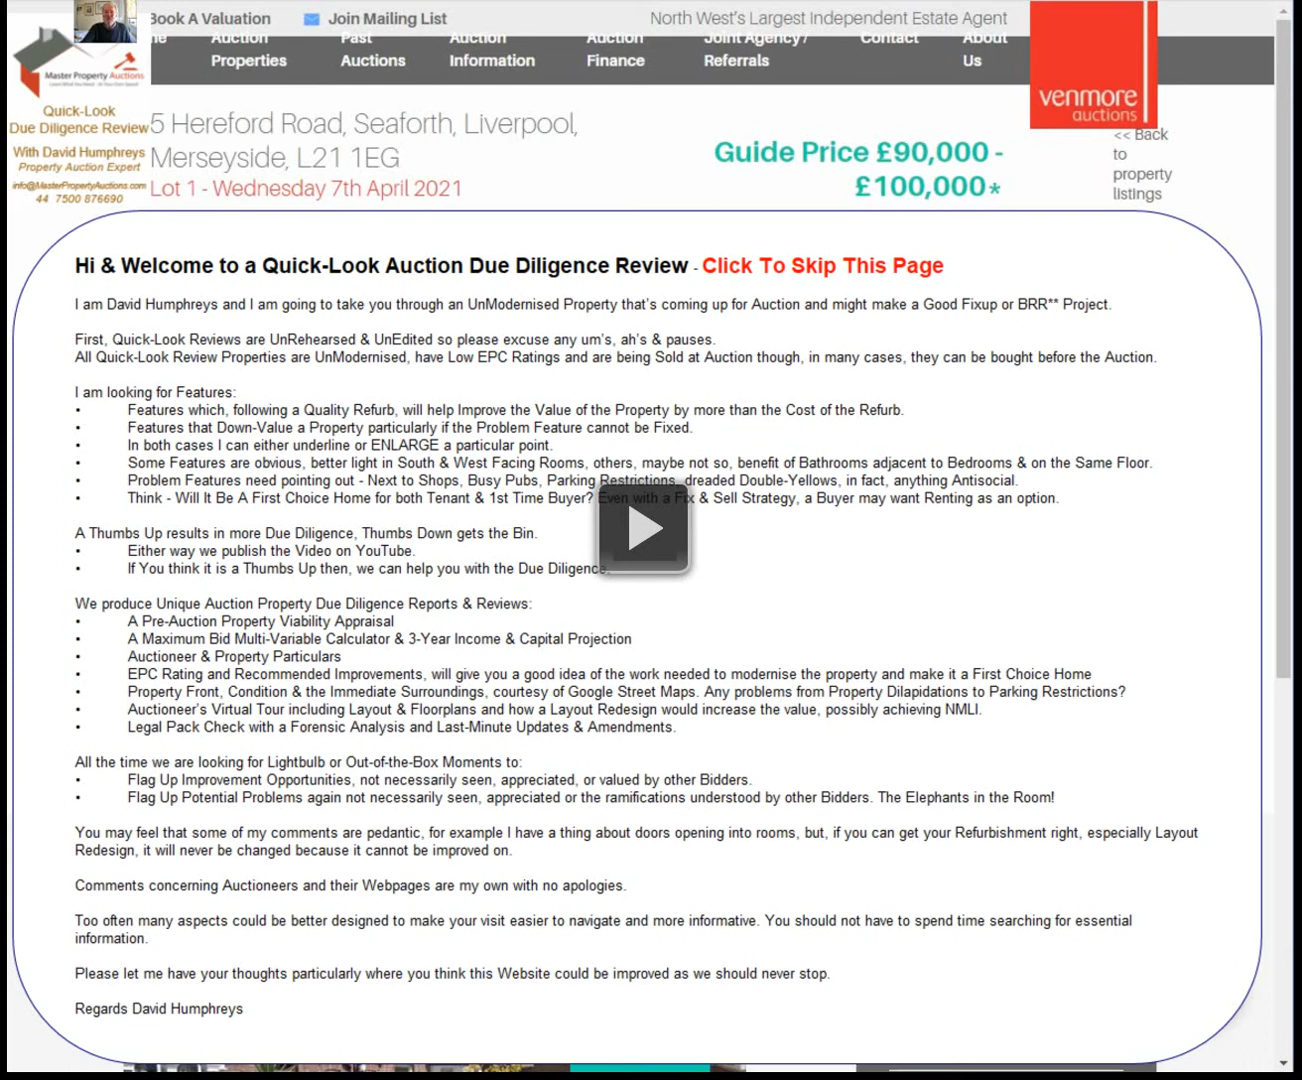 Book A Valuation
Join Mailing List
North West's Largest Independent Estate Agent
Auction Properties
Past Auctions
Auction Information
Auction Finance
Joint Agency / Referrals
Contact
About Us
venmore
auctions
Master Property Auctions
Quick-Look
Due Diligence Review
With David Humphreys
Property Auction Expert
info@MasterPropertyAuctions.com
44 7500 876690
5 Hereford Road, Seaforth, Liverpool,
Merseyside, L21 1EG
Lot 1 - Wednesday 7th April 2021
Guide Price £90,000 -
£100,000*
<< Back
to
property
listings
Hi & Welcome to a Quick-Look Auction Due Diligence Review - Click To Skip This Page
I am David Humphreys and I am going to take you through an UnModernised Property that's coming up for Auction and might make a Good Fixup or BRR** Project.
First, Quick-Look Reviews are UnRehearsed & UnEdited so please excuse any um's, ah's & pauses.
All Quick-Look Review Properties are UnModernised, have Low EPC Ratings and are being Sold at Auction though, in many cases, they can be bought before the Auction.
I am looking for Features:
• Features which, following a Quality Refurb, will help Improve the Value of the Property by more than the Cost of the Refurb.
• Features that Down-Value a Property particularly if the Problem Feature cannot be Fixed.
• In both cases I can either underline or ENLARGE a particular point.
• Some Features are obvious, better light in South & West Facing Rooms, others, maybe not so, benefit of Bathrooms adjacent to Bedrooms & on the Same Floor.
• Problem Features need pointing out - Next to Shops, Busy Pubs, Parking Restrictions, dreaded Double-Yellows, in fact, anything Antisocial.
• Think - Will It Be A First Choice Home for both Tenant & 1st Time Buyer? Even with a Fix & Sell Strategy, a Buyer may want Renting as an option.
A Thumbs Up results in more Due Diligence, Thumbs Down gets the Bin.
• Either way we publish the Video on YouTube.
• If You think it is a Thumbs Up then, we can help you with the Due Diligence.
We produce Unique Auction Property Due Diligence Reports & Reviews:
• A Pre-Auction Property Viability Appraisal
• A Maximum Bid Multi-Variable Calculator & 3-Year Income & Capital Projection
• Auctioneer & Property Particulars
• EPC Rating and Recommended Improvements, will give you a good idea of the work needed to modernise the property and make it a First Choice Home
• Property Front, Condition & the Immediate Surroundings, courtesy of Google Street Maps. Any problems from Property Dilapidations to Parking Restrictions?
• Auctioneer's Virtual Tour including Layout & Floorplans and how a Layout Redesign would increase the value, possibly achieving NMLI.
• Legal Pack Check with a Forensic Analysis and Last-Minute Updates & Amendments.
All the time we are looking for Lightbulb or Out-of-the-Box Moments to:
• Flag Up Improvement Opportunities, not necessarily seen, appreciated, or valued by other Bidders.
• Flag Up Potential Problems again not necessarily seen, appreciated or the ramifications understood by other Bidders. The Elephants in the Room!
You may feel that some of my comments are pedantic, for example I have a thing about doors opening into rooms, but, if you can get your Refurbishment right, especially Layout
Redesign, it will never be changed because it cannot be improved on.
Comments concerning Auctioneers and their Webpages are my own with no apologies.
Too often many aspects could be better designed to make your visit easier to navigate and more informative. You should not have to spend time searching for essential
information.
Please let me have your thoughts particularly where you think this Website could be improved as we should never stop.
Regards David Humphreys